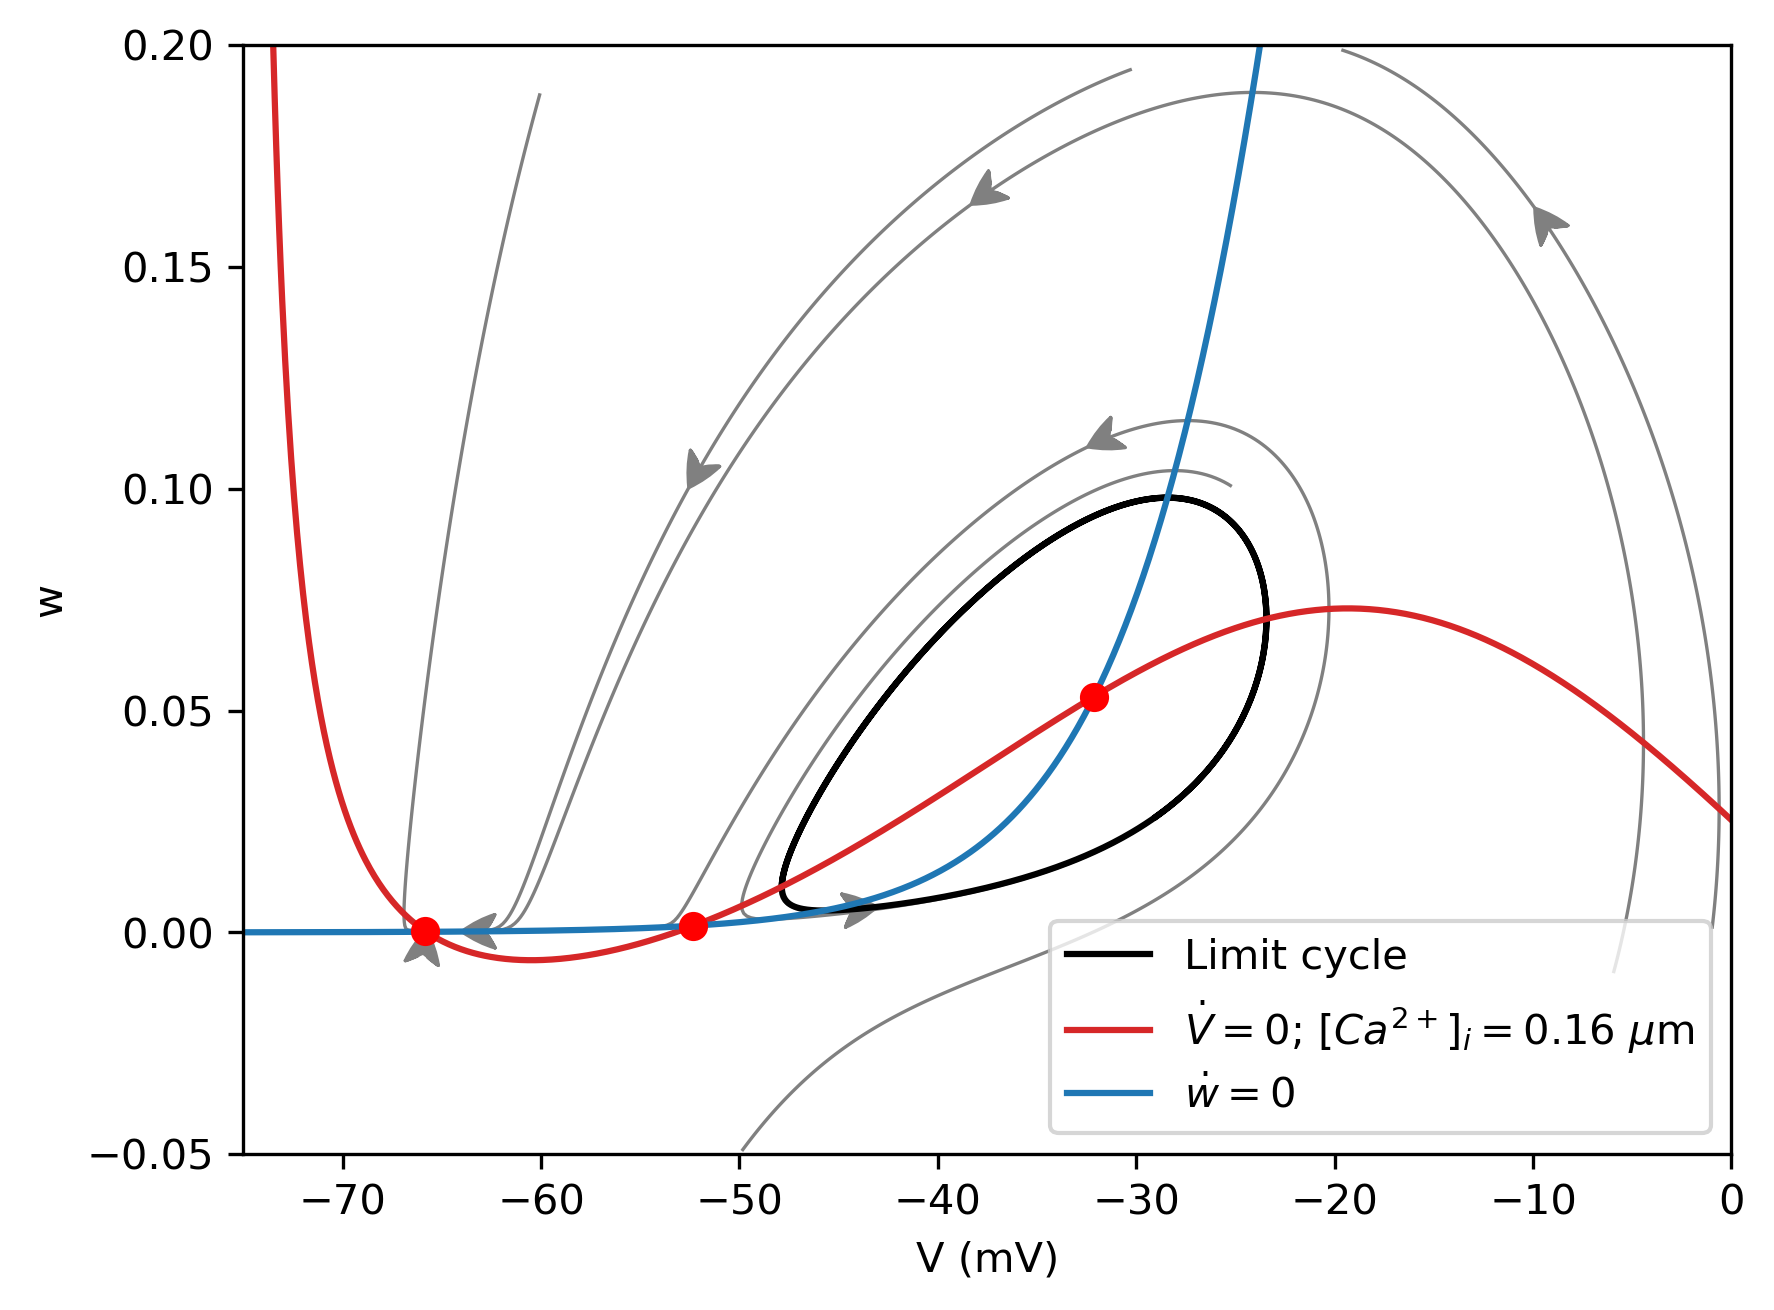 0.20
0.15
0.10
0.05
0.00
−0.05
w
−70 −60 −50 −40 −30 −20 −10 0
V (mV)
Limit cycle
V̇ = 0; [Ca²⁺]ᵢ = 0.16 μm
ẇ = 0